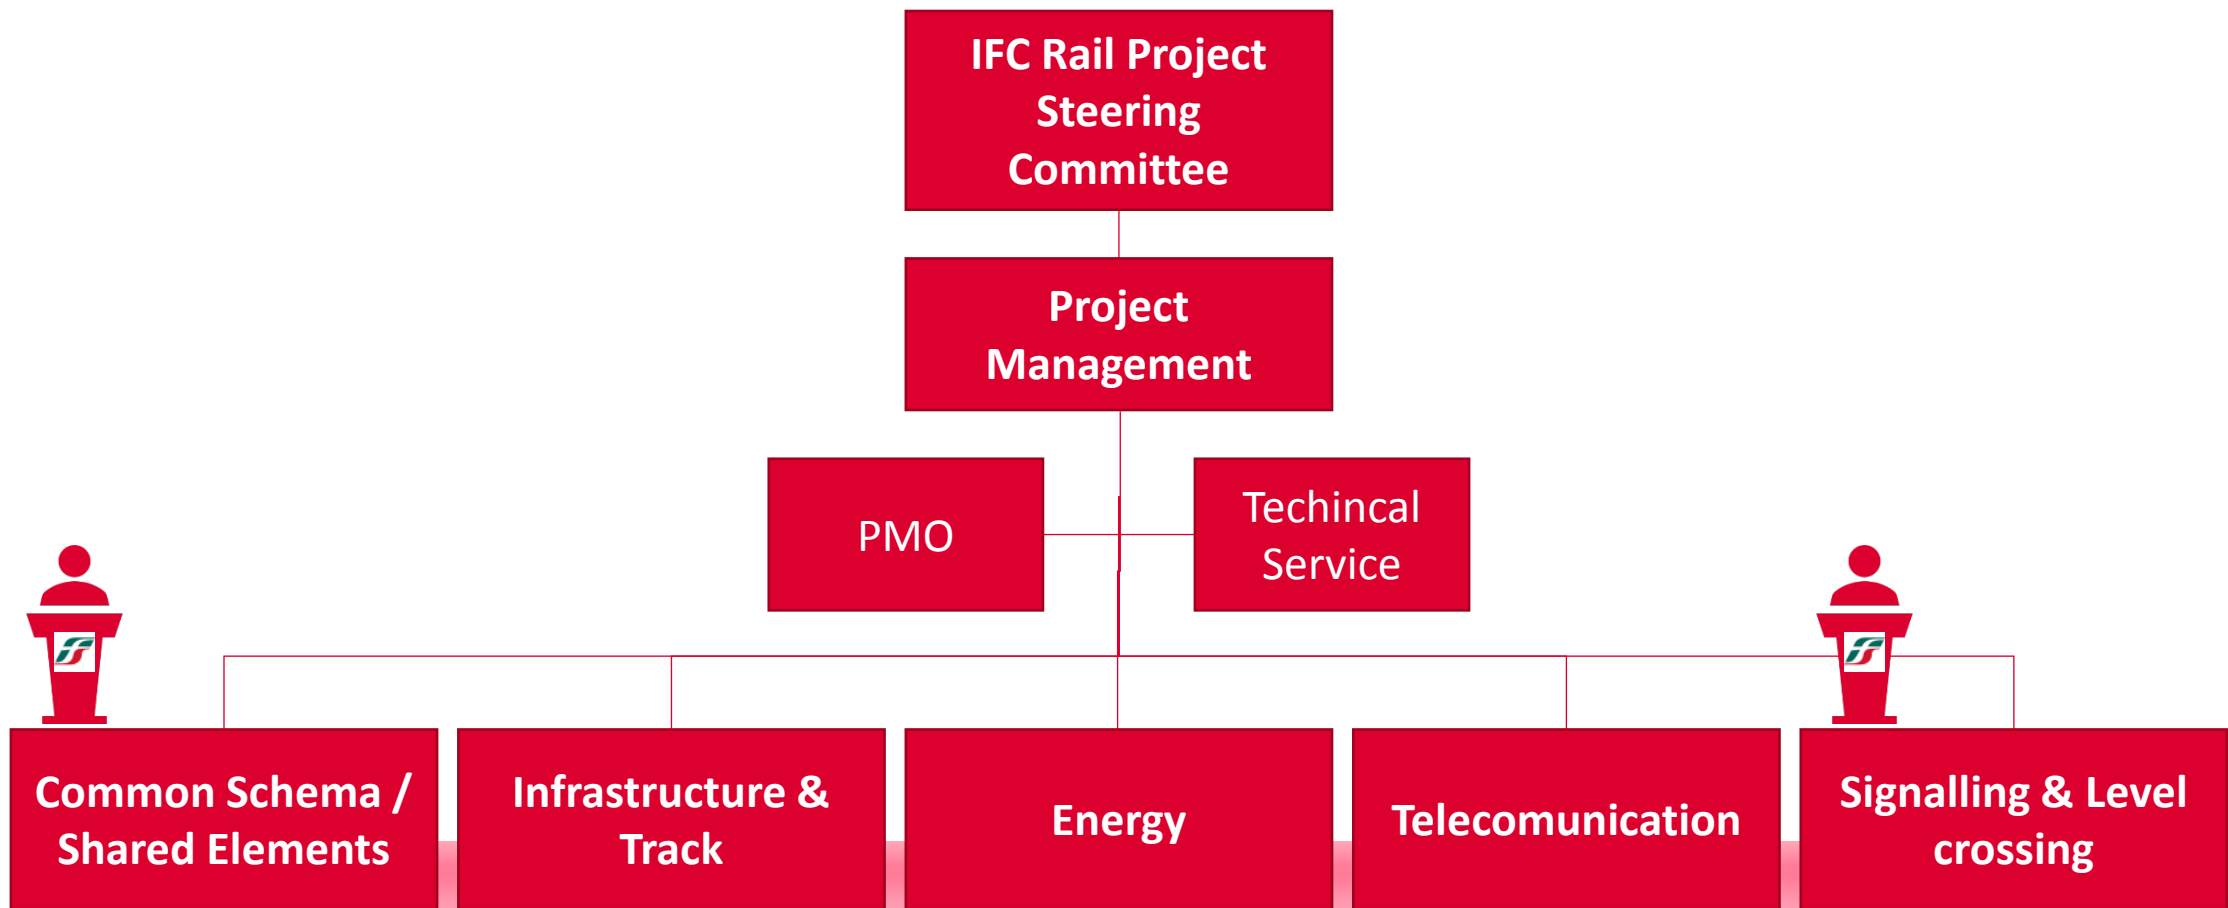 IFC Rail Project
Steering
Committee
Project
Management
PMO
Techincal
Service
Common Schema /
Shared Elements
Infrastructure &
Track
Energy
Telecomunication
Signalling & Level
crossing